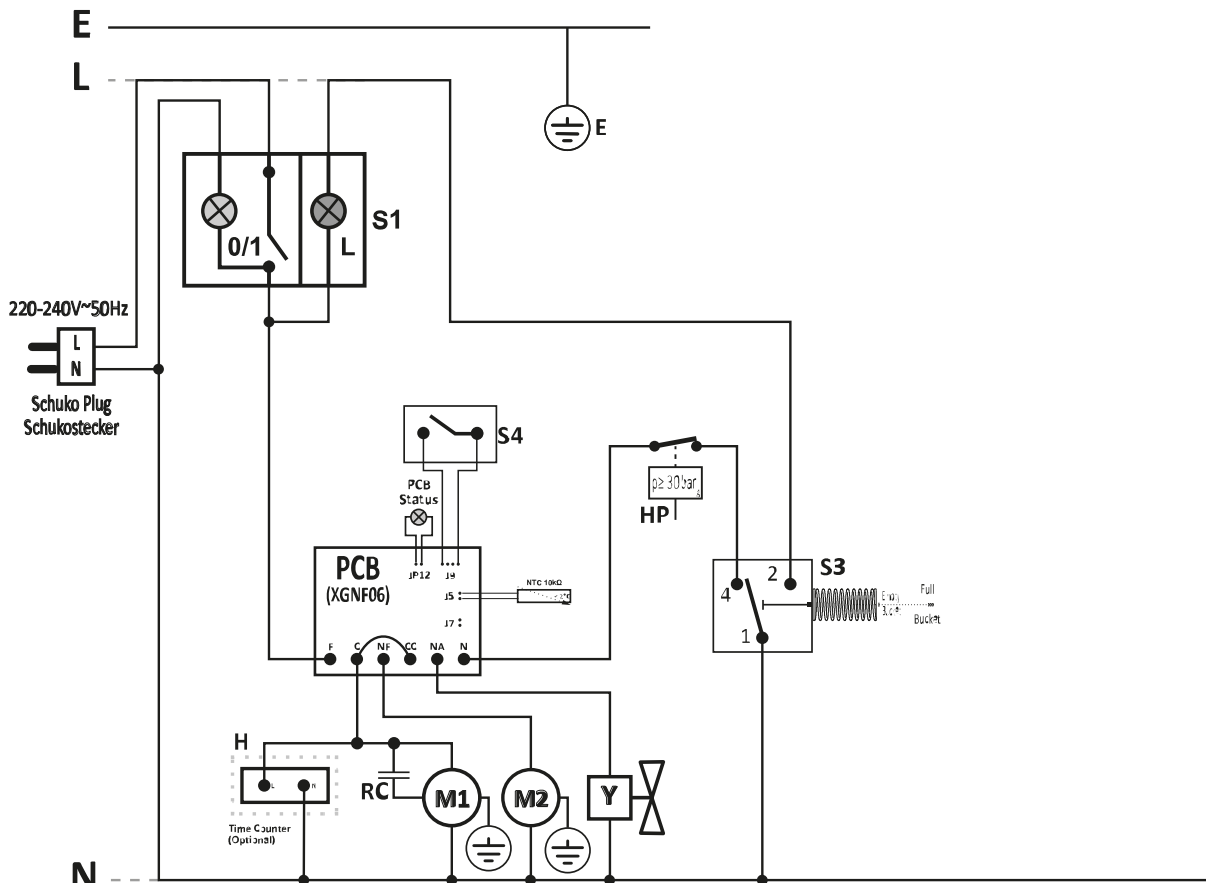 E
L
E
S1
0/1
L
220-240V~50Hz
L
N
Schuko Plug
Schukostecker
S4
PCB
Status
p≥ 30bar
HP
PCB
(XGNF06)
JP12
J9
NTC 10kΩ
J5
J7
F
C
NF
CC
NA
N
S3
2
4
1
Full
Bucket
H
L
N
Time Counter
(Optional)
RC
M1
M2
Y
N